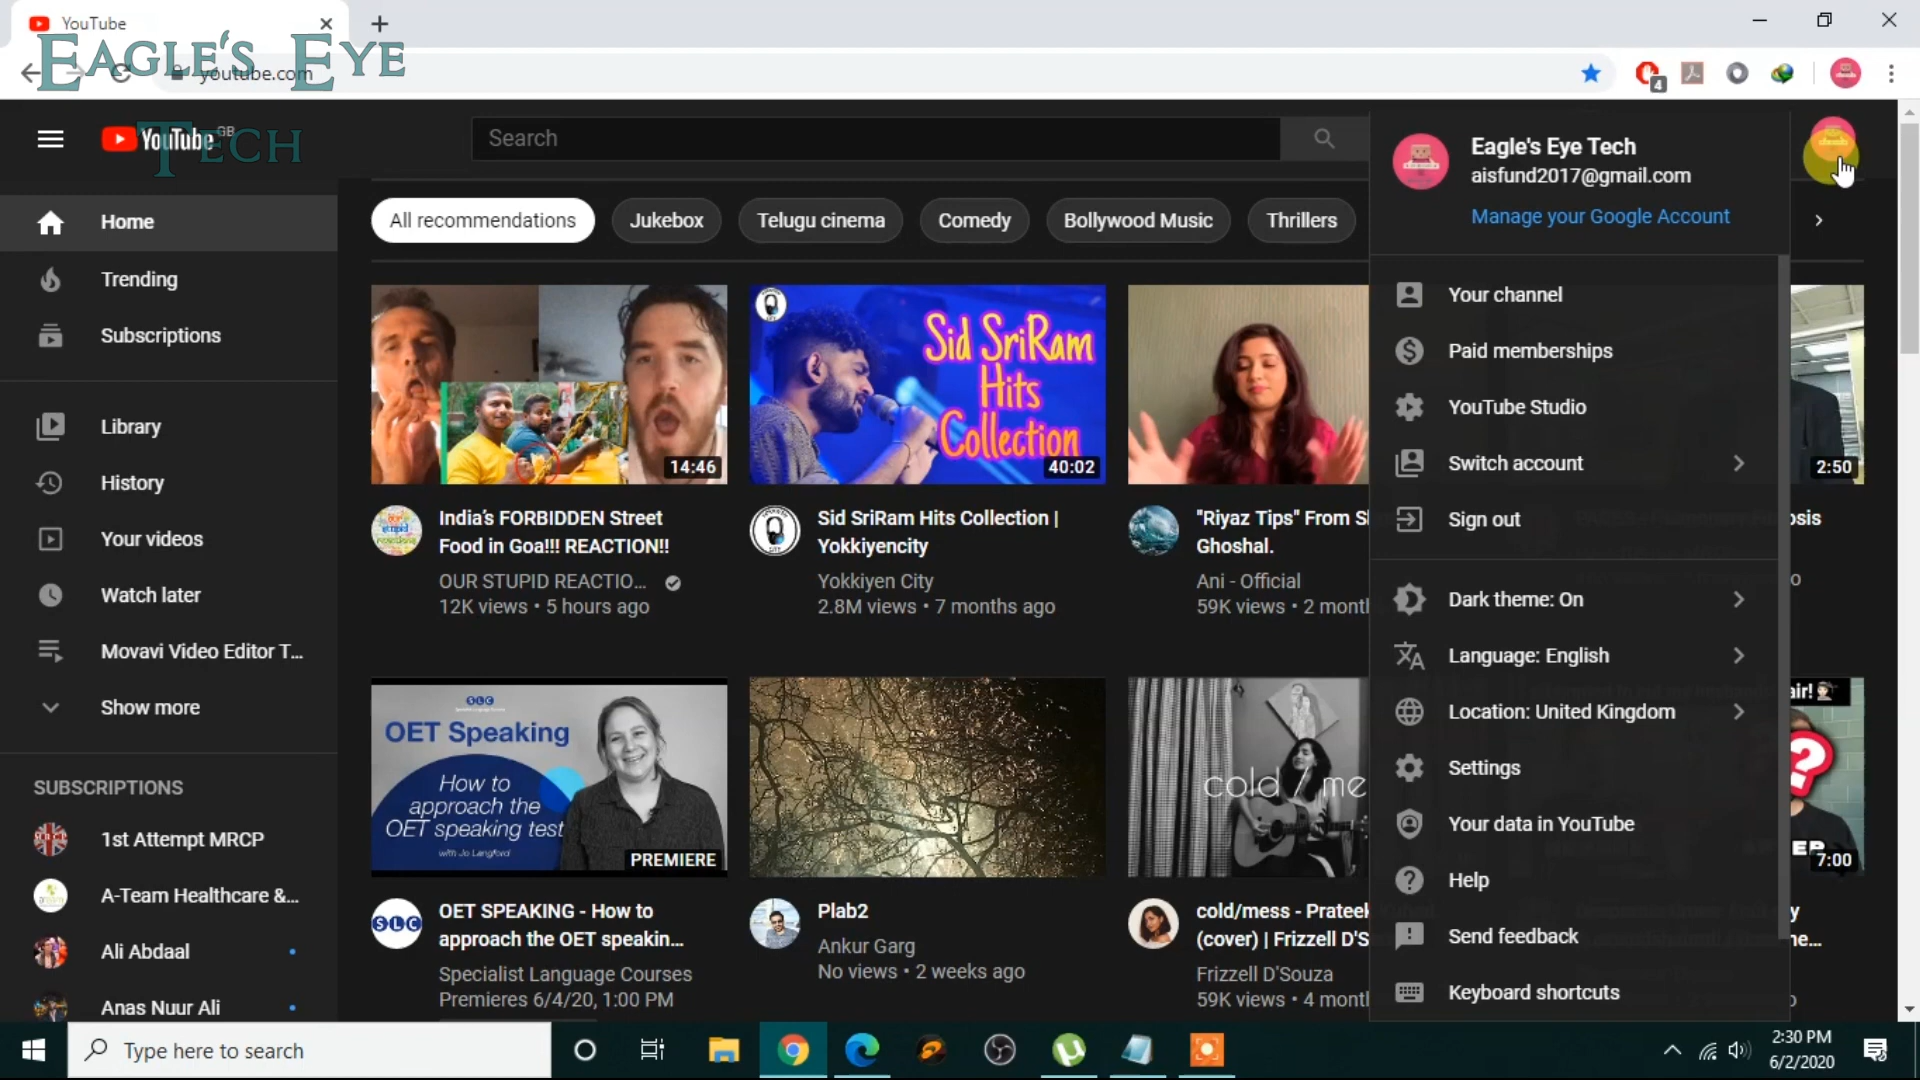 YouTube
EAGLE'S EYE
TECH
youtube.com
4
YouTube GB
Search
Eagle's Eye Tech
aisfund2017@gmail.com
Manage your Google Account
Home
Trending
Subscriptions
Library
History
Your videos
Watch later
Movavi Video Editor T...
Show more
SUBSCRIPTIONS
1st Attempt MRCP
A-Team Healthcare &...
Ali Abdaal
Anas Nuur Ali
All recommendations
Jukebox
Telugu cinema
Comedy
Bollywood Music
Thrillers
14:46
India's FORBIDDEN Street
Food in Goa!!! REACTION!!
OUR STUPID REACTIO...
12K views • 5 hours ago
Sid SriRam
Hits
Collection
40:02
Sid SriRam Hits Collection |
Yokkiyencity
Yokkiyen City
2.8M views • 7 months ago
"Riyaz Tips" From
Ghoshal.
Ani - Official
59K views • 2
2:50
SLC
OET Speaking
How to
approach the
OET speaking test
with Jo Langford
PREMIERE
SLC
OET SPEAKING - How to
approach the OET speakin...
Specialist Language Courses
Premieres 6/4/20, 1:00 PM
Plab2
Ankur Garg
No views • 2 weeks ago
cold / me
cold/mess - Prateek
(cover) | Frizzell D'S
Frizzell D'Souza
59K views • 4
air!
?
7:00
Your channel
Paid memberships
YouTube Studio
Switch account
Sign out
Dark theme: On
Language: English
Location: United Kingdom
Settings
Your data in YouTube
Help
Send feedback
Keyboard shortcuts
Type here to search
2:30 PM
6/2/2020